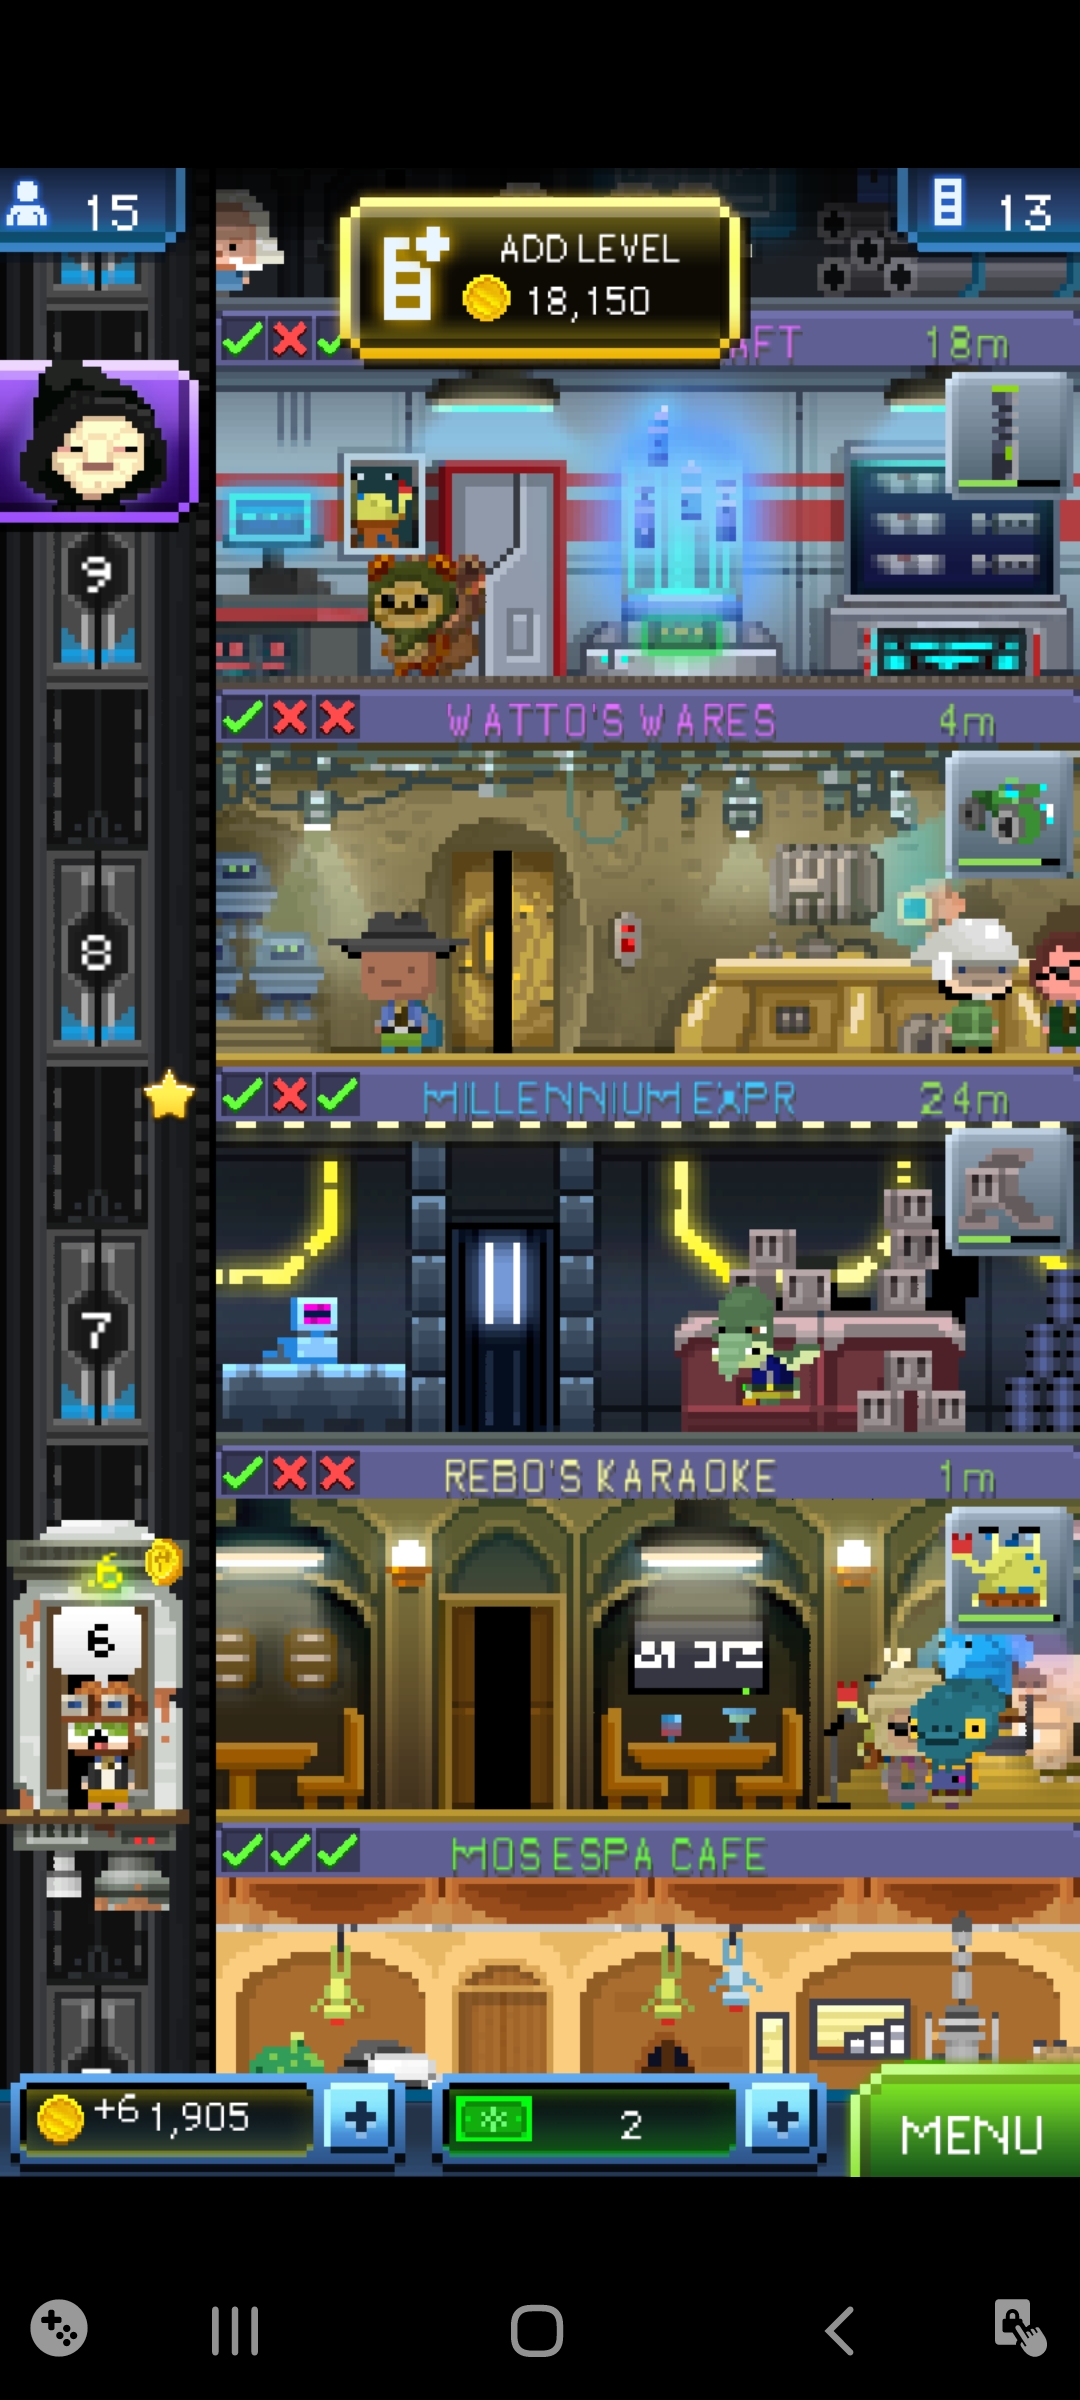 15
ADD LEVEL
18,150
13
AFT 18m
9
WATTO'S WARES 4m
8
MILLENNIUM EXPR 24m
7
REBO'S KARAOKE 1m
6
6
MOS ESPA CAFE
+6 1,905
2
MENU